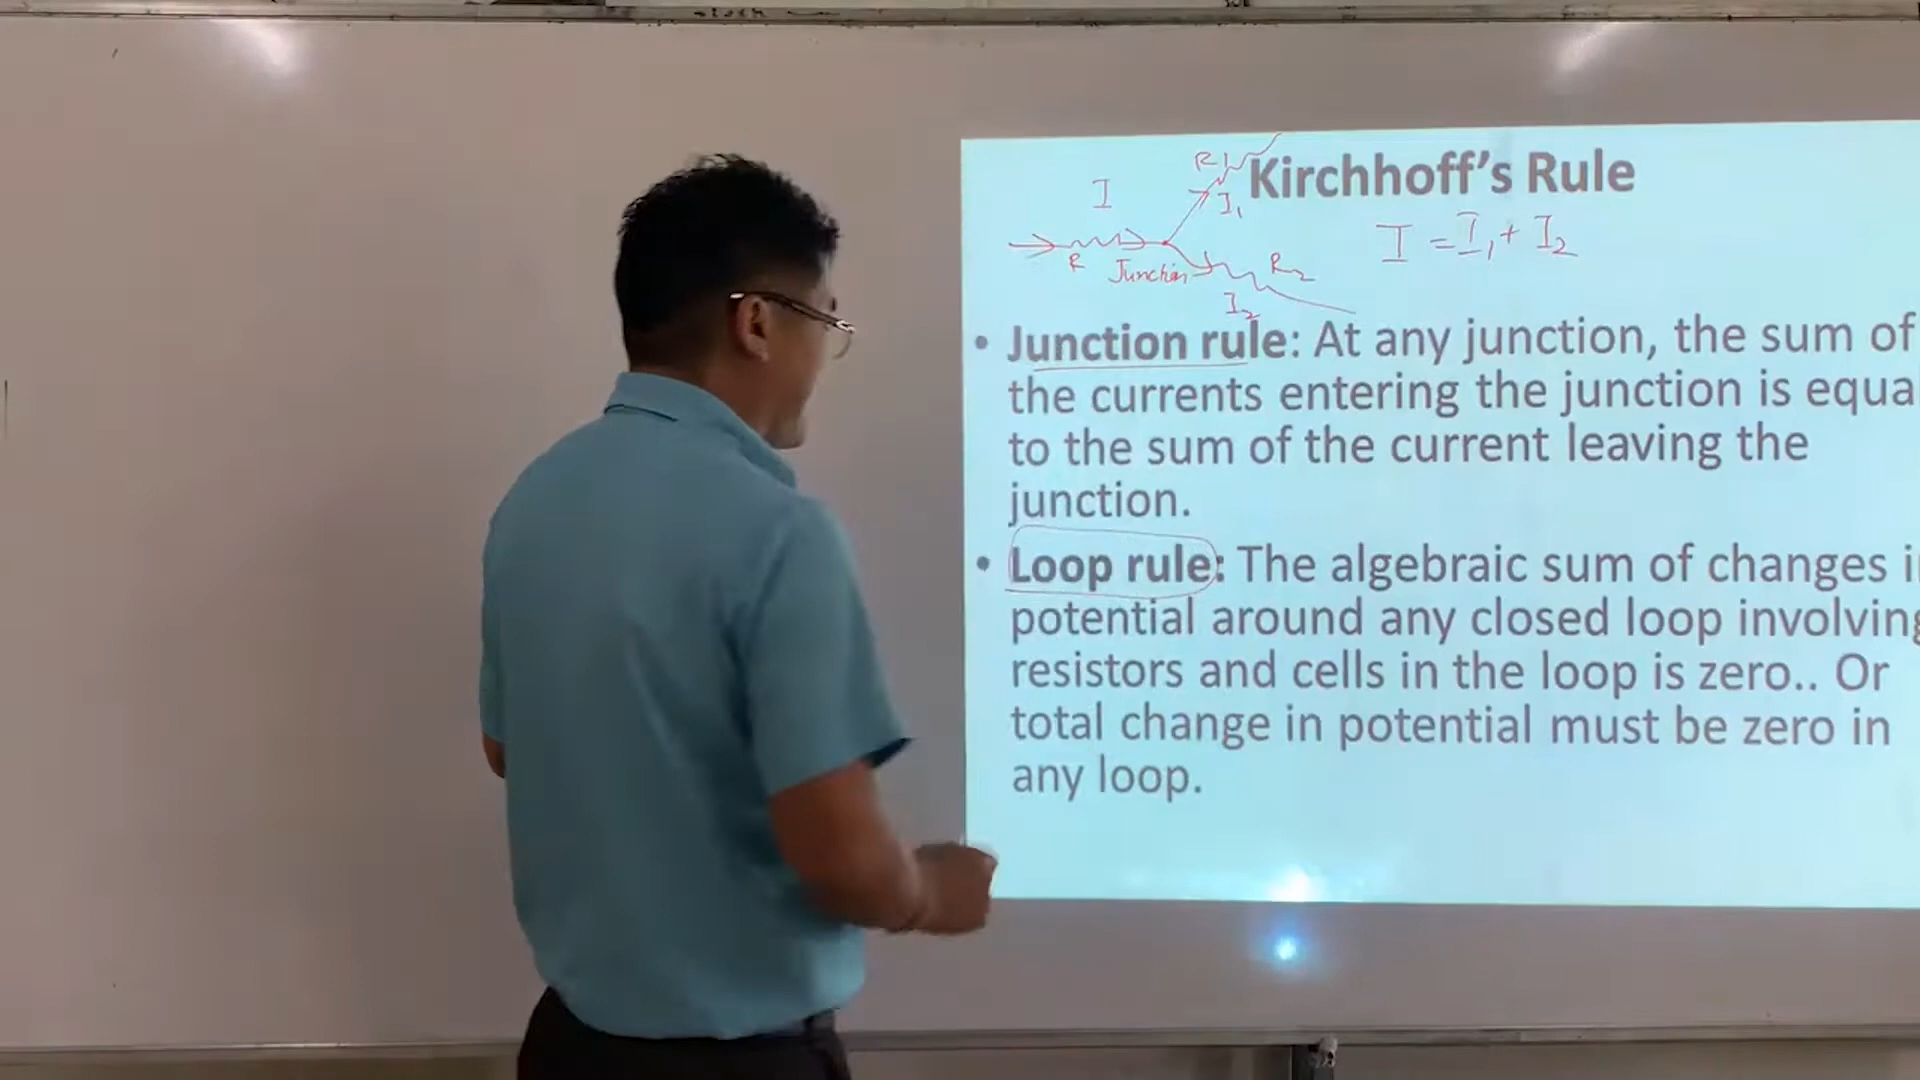 Kirchhoff's Rule
R1
I
I1
I = I1 + I2
R
Junction
R2
I2
• Junction rule: At any junction, the sum of
the currents entering the junction is equa
to the sum of the current leaving the
junction.
• Loop rule: The algebraic sum of changes i
potential around any closed loop involving
resistors and cells in the loop is zero.. Or
total change in potential must be zero in
any loop.